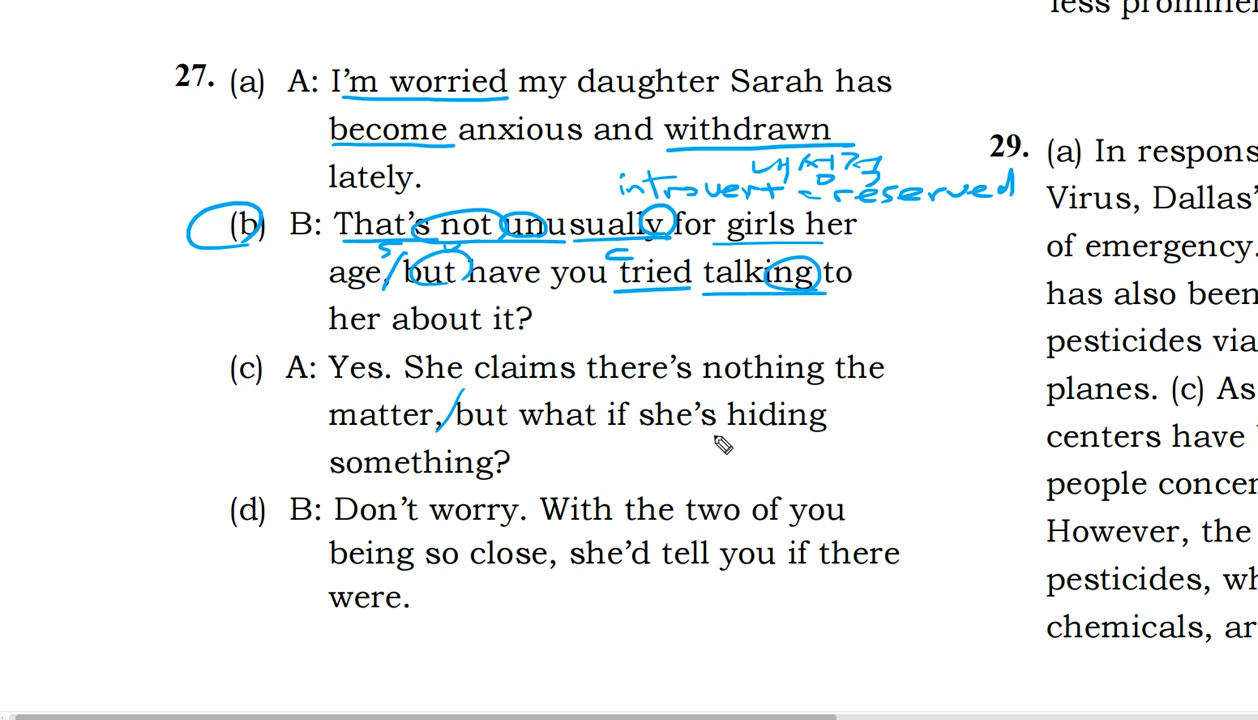 less promine
27. (a) A: I'm worried my daughter Sarah has
become anxious and withdrawn
lately.
introvert = reserved
(b) B: That's not unusually for girls her
age, but have you tried talking to
her about it?
(c) A: Yes. She claims there's nothing the
matter, but what if she's hiding
something?
(d) B: Don't worry. With the two of you
being so close, she'd tell you if there
were.
29. (a) In respons
Virus, Dallas'
of emergency.
has also been
pesticides via
planes. (c) As
centers have
people concer
However, the
pesticides, wh
chemicals, ar